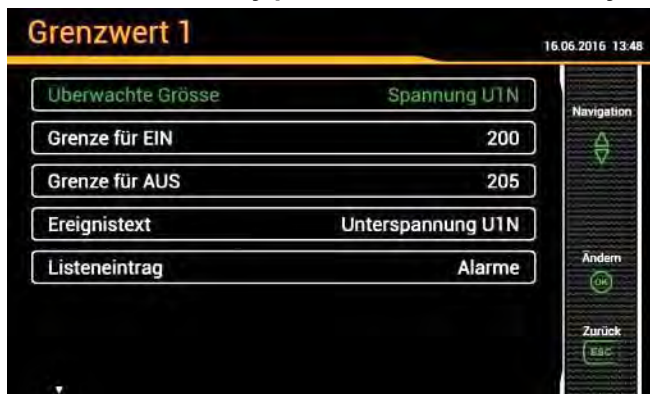 Grenzwert 1
16.06.2016 13:48
Überwachte Grösse Spannung U1N
Grenze für EIN 200
Grenze für AUS 205
Ereignistext Unterspannung U1N
Listeneintrag Alarme
Navigation
Ändern
OK
Zurück
ESC